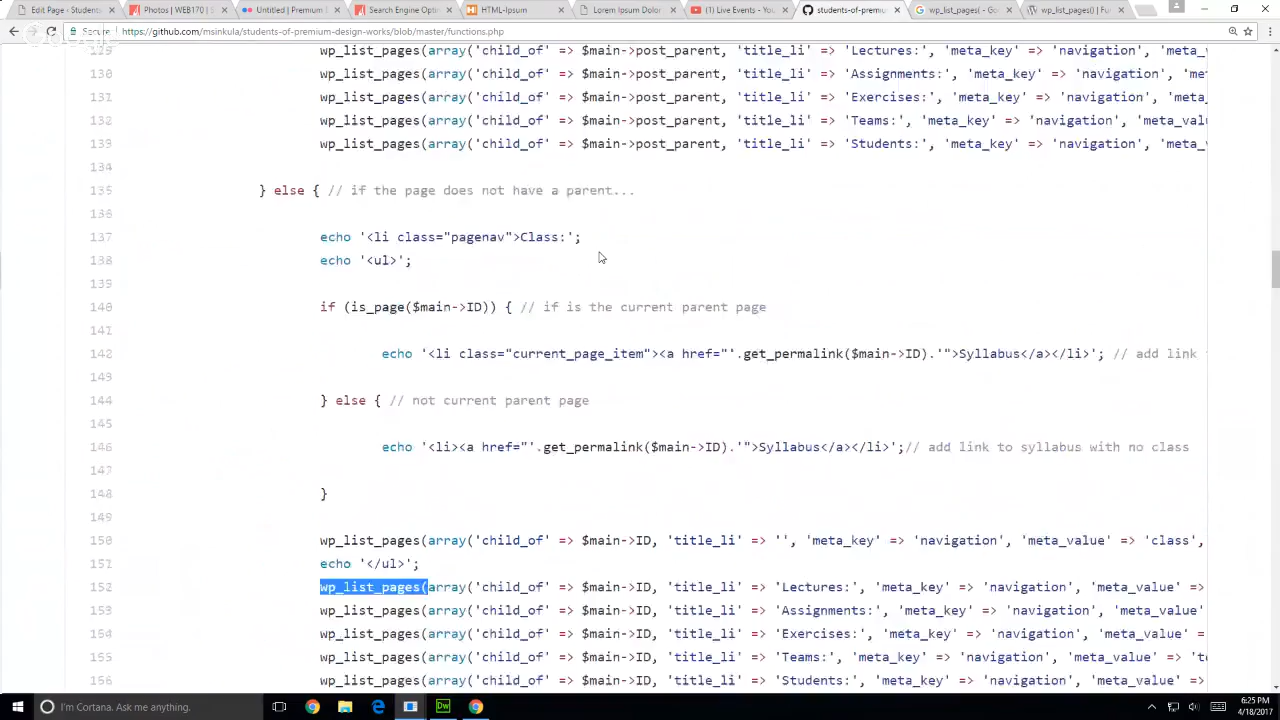 Edit Page ‹ Students
Photos | WEB170 |
Untitled | Premium
Search Engine Optim
HTML-Ipsum
Lorem Ipsum Dolor
(1) Live Events - You
students-of-premium
wp_list_pages( - Goo
wp_list_pages() | Fun
Secure
https://github.com/msinkula/students-of-premium-design-works/blob/master/functions.php
129 wp_list_pages(array('child_of' => $main->post_parent, 'title_li' => 'Lectures:', 'meta_key' => 'navigation', 'me
130 wp_list_pages(array('child_of' => $main->post_parent, 'title_li' => 'Assignments:', 'meta_key' => 'navigation',
131 wp_list_pages(array('child_of' => $main->post_parent, 'title_li' => 'Exercises:', 'meta_key' => 'navigation', 'm
132 wp_list_pages(array('child_of' => $main->post_parent, 'title_li' => 'Teams:', 'meta_key' => 'navigation', 'meta_
133 wp_list_pages(array('child_of' => $main->post_parent, 'title_li' => 'Students:', 'meta_key' => 'navigation', 'me
134
135 } else { // if the page does not have a parent...
136
137 echo '<li class="pagenav">Class:';
138 echo '<ul>';
139
140 if (is_page($main->ID)) { // if is the current parent page
141
142 echo '<li class="current_page_item"><a href="'.get_permalink($main->ID).'">Syllabus</a></li>'; // add link
143
144 } else { // not current parent page
145
146 echo '<li><a href="'.get_permalink($main->ID).'">Syllabus</a></li>';// add link to syllabus with no class
147
148 }
149
150 wp_list_pages(array('child_of' => $main->ID, 'title_li' => '', 'meta_key' => 'navigation', 'meta_value' => 'class',
151 echo '</ul>';
152 wp_list_pages(array('child_of' => $main->ID, 'title_li' => 'Lectures:', 'meta_key' => 'navigation', 'meta_value' =>
153 wp_list_pages(array('child_of' => $main->ID, 'title_li' => 'Assignments:', 'meta_key' => 'navigation', 'meta_value'
154 wp_list_pages(array('child_of' => $main->ID, 'title_li' => 'Exercises:', 'meta_key' => 'navigation', 'meta_value' =
155 wp_list_pages(array('child_of' => $main->ID, 'title_li' => 'Teams:', 'meta_key' => 'navigation', 'meta_value' => 't
156 wp_list_pages(array('child_of' => $main->ID, 'title_li' => 'Students:', 'meta_key' => 'navigation', 'meta_value' =>
I'm Cortana. Ask me anything.
Dw
6:25 PM
4/18/2017